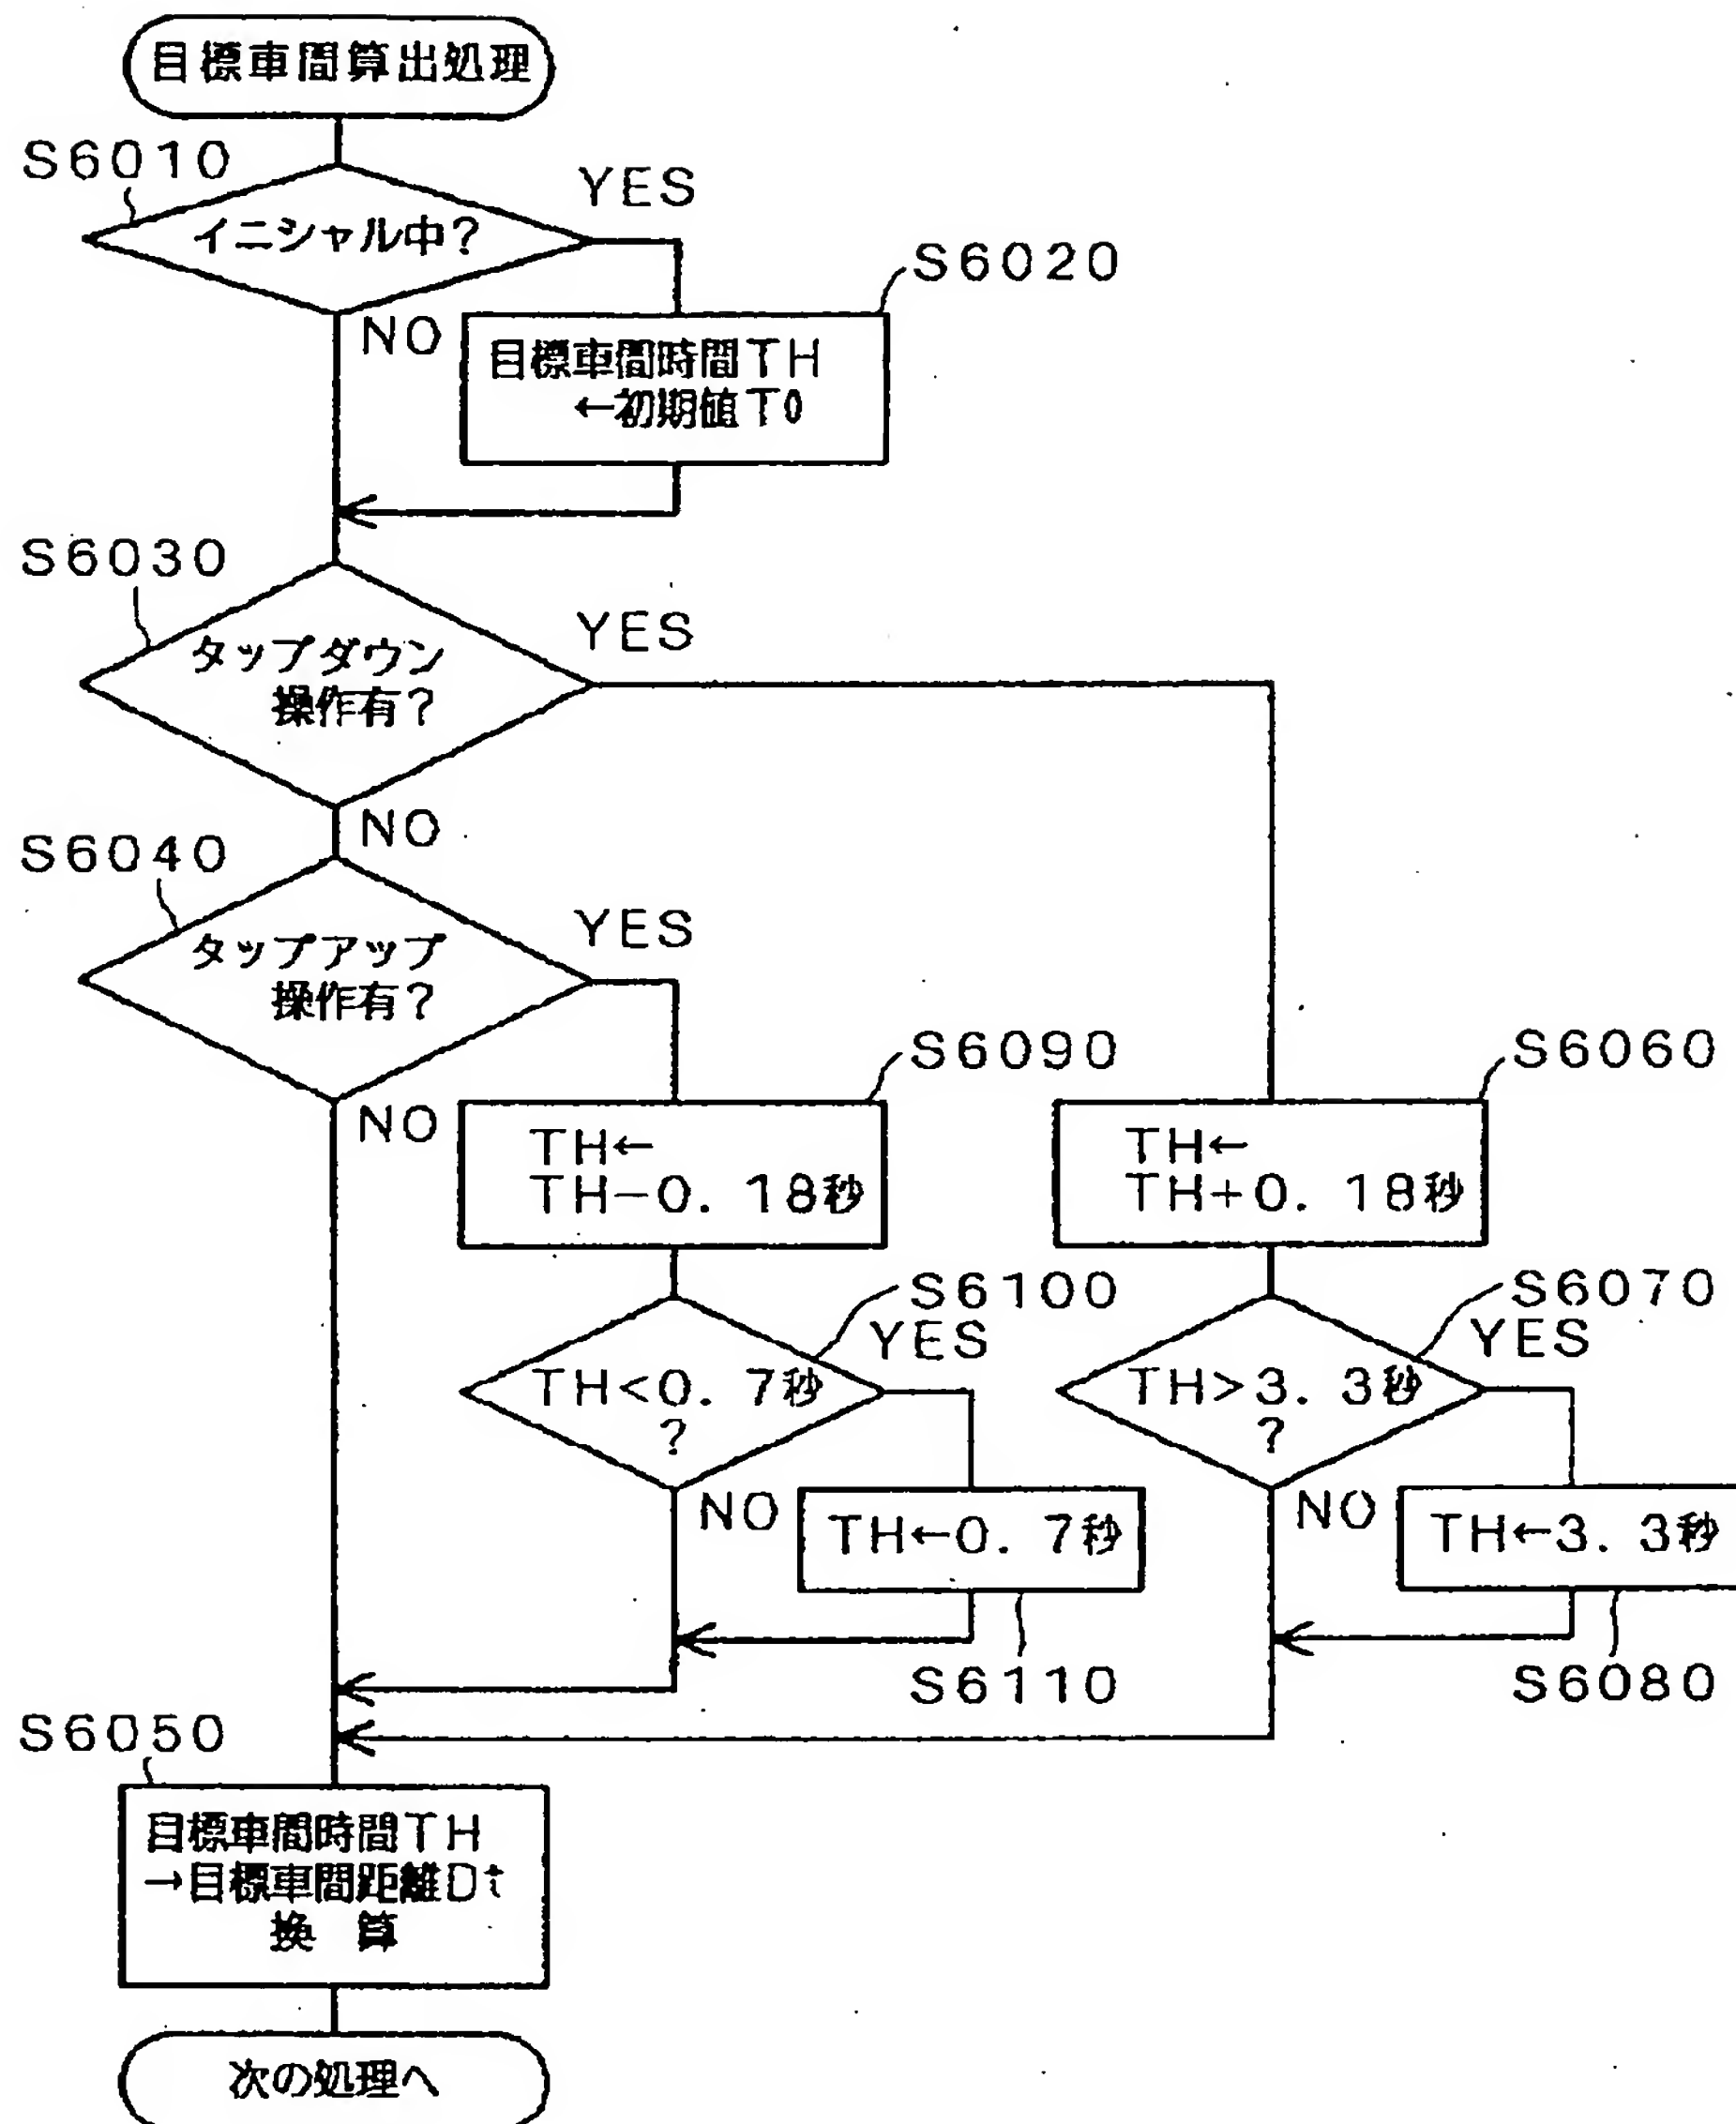 目標車間算出処理
S6010
YES
イニシャル中?
S6020
NO
目標車間時間TH
←初期値T0
S6030
YES
タップダウン
操作有?
NO
S6040
YES
タップアップ
操作有?
S6090
S6060
NO
TH←
TH−0. 18秒
TH←
TH+0. 18秒
S6100
YES
S6070
YES
TH<0. 7秒
?
TH>3. 3秒
?
NO
TH←0. 7秒
NO
TH←3. 3秒
S6110
S6080
S6050
目標車間時間TH
→目標車間距離Dt
換 算
次の処理へ